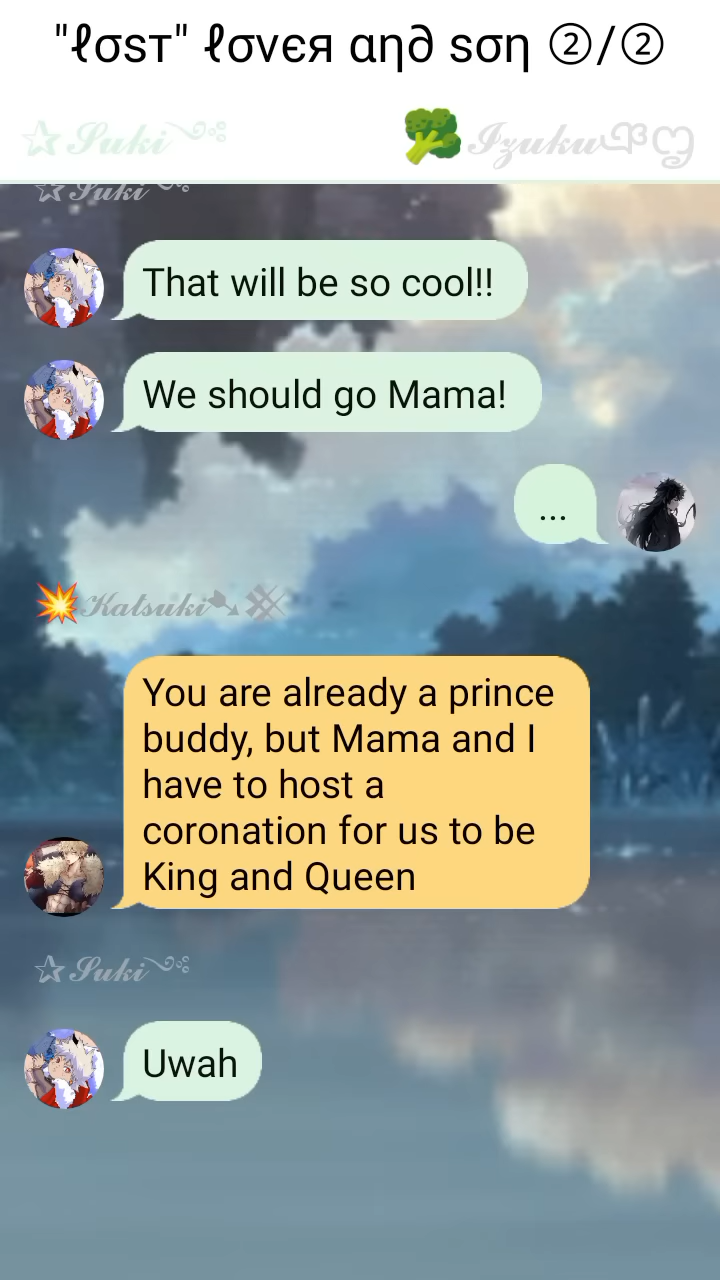 "ℓσѕт" ℓσνєя αη∂ ѕση ②/②
☆𝓢𝓾𝓴𝓲༄
🥦𝓘𝔃𝓾𝓴𝓾
☆𝓢𝓾𝓴𝓲༄
That will be so cool!!
We should go Mama!
...
💥𝓚𝓪𝓽𝓼𝓾𝓴𝓲
You are already a prince
buddy, but Mama and I
have to host a
coronation for us to be
King and Queen
☆𝓢𝓾𝓴𝓲༄
Uwah